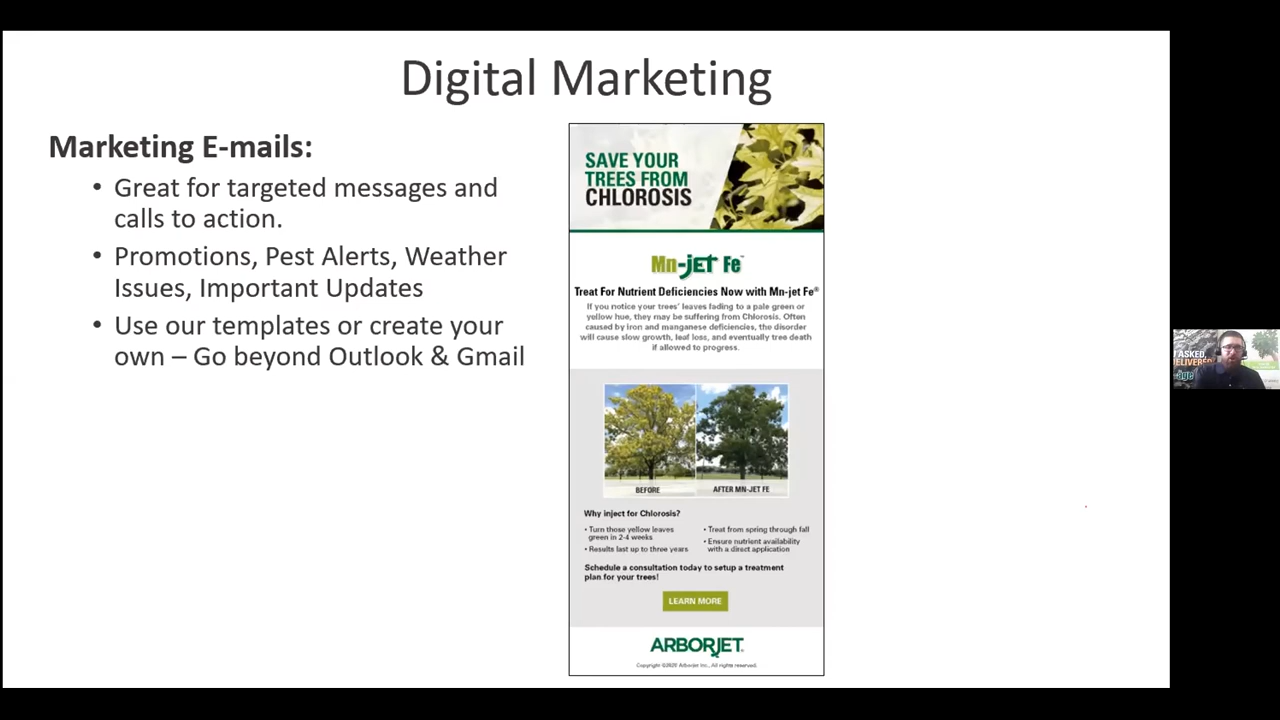 Digital Marketing
Marketing E-mails:
• Great for targeted messages and
calls to action.
• Promotions, Pest Alerts, Weather
Issues, Important Updates
• Use our templates or create your
own – Go beyond Outlook & Gmail
SAVE YOUR
TREES FROM
CHLOROSIS
Mn-jet Fe™
Treat For Nutrient Deficiencies Now with Mn-jet Fe®
If you notice your trees' leaves fading to a pale green or
yellow hue, they may be suffering from Chlorosis. Often
caused by iron and manganese deficiencies, the disorder
will cause slow growth, leaf loss, and eventually tree death
if allowed to progress.
BEFORE
AFTER MN-JET FE
Why inject for Chlorosis?
• Turn those yellow leaves
green in 2-4 weeks
• Results last up to three years
• Treat from spring through fall
• Ensure nutrient availability
with a direct application
Schedule a consultation today to setup a treatment
plan for your trees!
LEARN MORE
ARBORJET
Copyright ©2020 Arborjet Inc., All rights reserved.
ASKED,